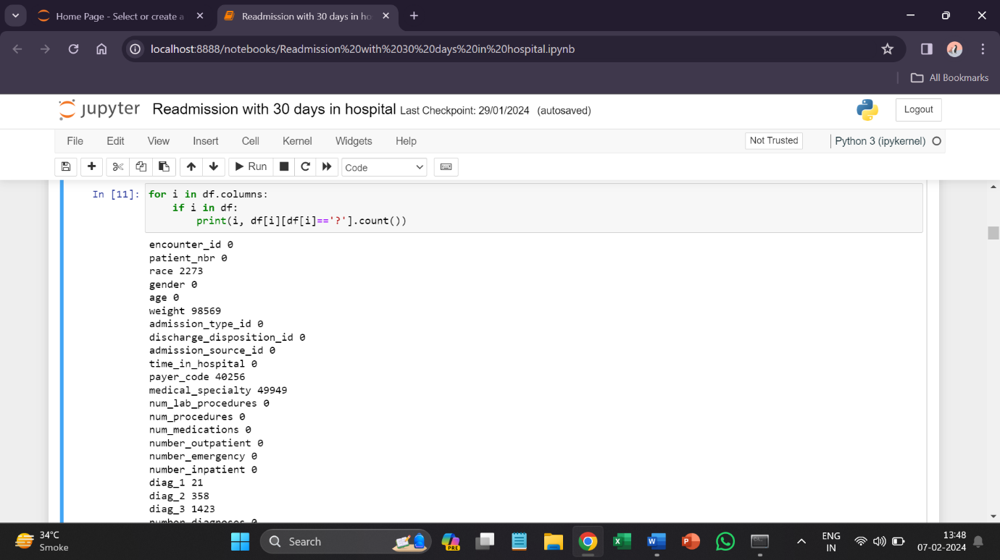 Home Page - Select or create a
Readmission with 30 days in ho
localhost:8888/notebooks/Readmission%20with%2030%20days%20in%20hospital.ipynb
All Bookmarks
jupyter Readmission with 30 days in hospital Last Checkpoint: 29/01/2024 (autosaved)
Logout
File Edit View Insert Cell Kernel Widgets Help
Not Trusted
Python 3 (ipykernel)
Run
Code
In [11]: for i in df.columns:
    if i in df:
        print(i, df[i][df[i]=='?'].count())
encounter_id 0
patient_nbr 0
race 2273
gender 0
age 0
weight 98569
admission_type_id 0
discharge_disposition_id 0
admission_source_id 0
time_in_hospital 0
payer_code 40256
medical_specialty 49949
num_lab_procedures 0
num_procedures 0
num_medications 0
number_outpatient 0
number_emergency 0
number_inpatient 0
diag_1 21
diag_2 358
diag_3 1423
number_diagnoses 0
34°C
Smoke
Search
PRE
ENG
IN
13:48
07-02-2024